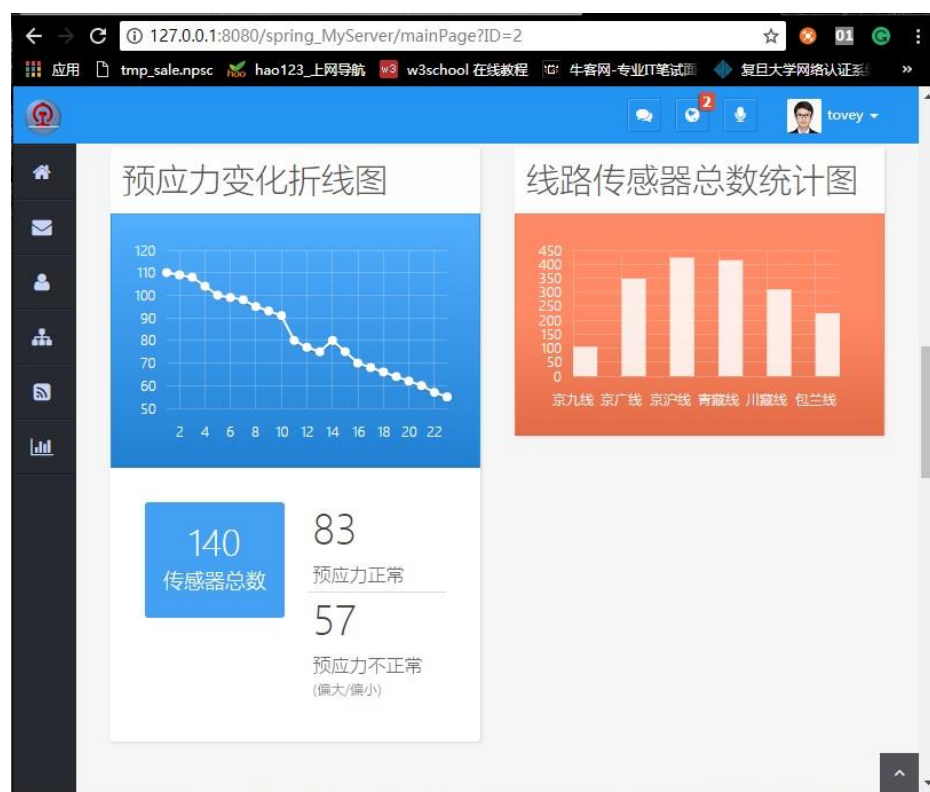 127.0.0.1:8080/spring_MyServer/mainPage?ID=2
01
应用 tmp_sale.npsc hao123_上网导航 w3school 在线教程 牛客网-专业IT笔试面 复旦大学网络认证系
2
tovey
预应力变化折线图
120
110
100
90
80
70
60
50
2 4 6 8 10 12 14 16 18 20 22
线路传感器总数统计图
450
400
350
300
250
200
150
100
50
0
京九线 京广线 京沪线 青藏线 川藏线 包兰线
140
传感器总数
83
预应力正常
57
预应力不正常
(偏大/偏小)